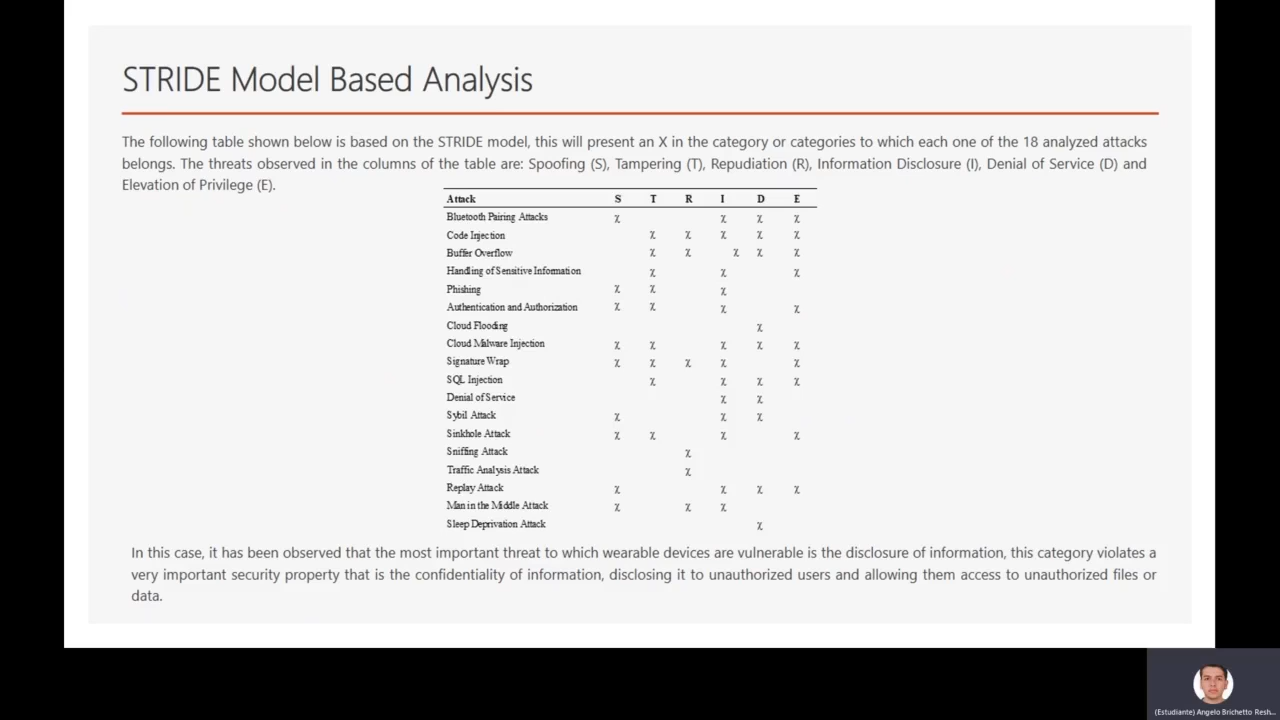 STRIDE Model Based Analysis
The following table shown below is based on the STRIDE model, this will present an X in the category or categories to which each one of the 18 analyzed attacks
belongs. The threats observed in the columns of the table are: Spoofing (S), Tampering (T), Repudiation (R), Information Disclosure (I), Denial of Service (D) and
Elevation of Privilege (E).
Attack S T R I D E
Bluetooth Pairing Attacks χ χ χ χ
Code Injection χ χ χ χ χ
Buffer Overflow χ χ χ χ χ
Handling of Sensitive Information χ χ χ
Phishing χ χ χ
Authentication and Authorization χ χ χ χ
Cloud Flooding χ
Cloud Malware Injection χ χ χ χ χ
Signature Wrap χ χ χ χ χ
SQL Injection χ χ χ χ
Denial of Service χ χ
Sybil Attack χ χ χ
Sinkhole Attack χ χ χ χ
Sniffing Attack χ
Traffic Analysis Attack χ
Replay Attack χ χ χ χ
Man in the Middle Attack χ χ χ
Sleep Deprivation Attack χ
In this case, it has been observed that the most important threat to which wearable devices are vulnerable is the disclosure of information, this category violates a
very important security property that is the confidentiality of information, disclosing it to unauthorized users and allowing them access to unauthorized files or
data.
(Estudiante) Angelo Brichetto Resh...